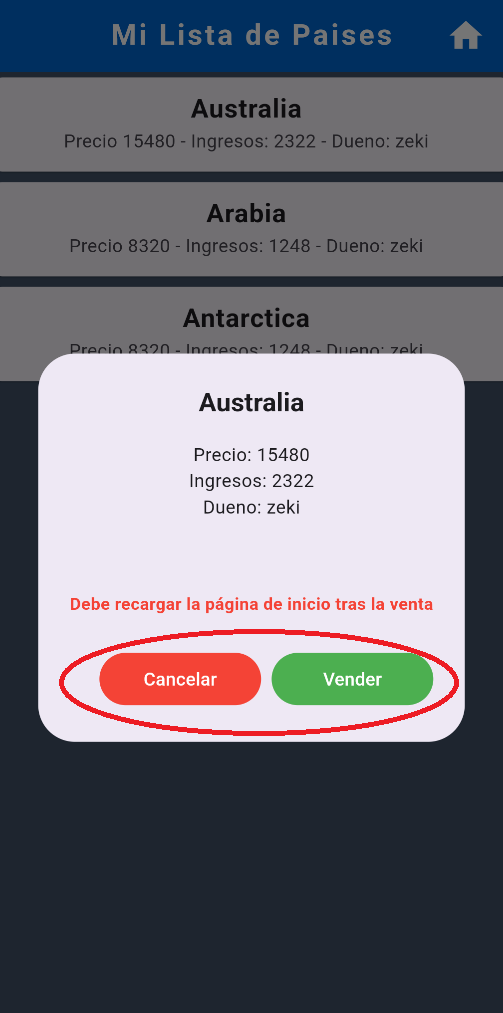 Mi Lista de Paises
Australia
Precio 15480 - Ingresos: 2322 - Dueno: zeki
Arabia
Precio 8320 - Ingresos: 1248 - Dueno: zeki
Antarctica
Precio 8320 - Ingresos: 1248 - Dueno: zeki
Australia
Precio: 15480
Ingresos: 2322
Dueno: zeki
Debe recargar la página de inicio tras la venta
Cancelar
Vender